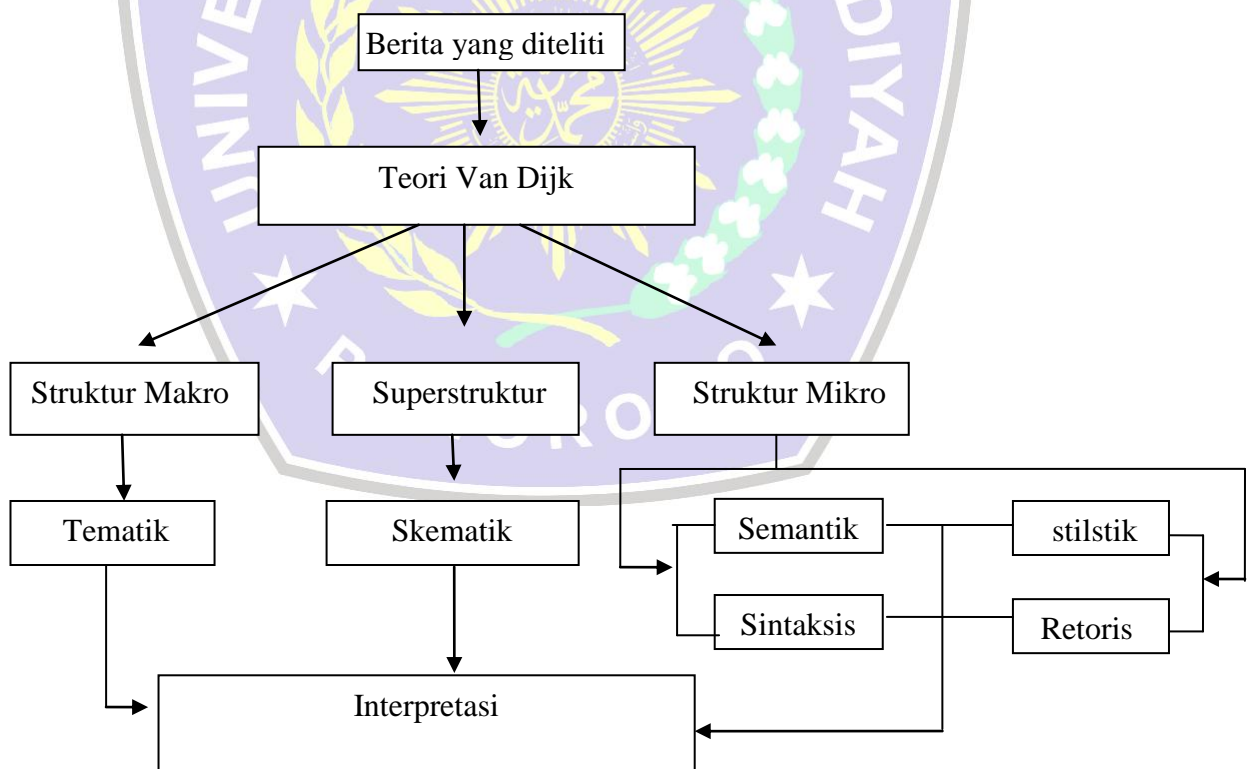 Berita yang diteliti
Teori Van Dijk
Struktur Makro
Superstruktur
Struktur Mikro
Tematik
Skematik
Semantik
stilstik
Sintaksis
Retoris
Interpretasi